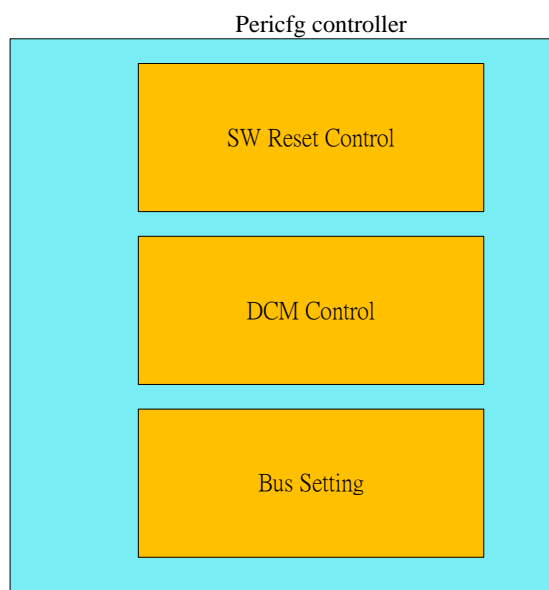 Pericfg controller
SW Reset Control
DCM Control
Bus Setting